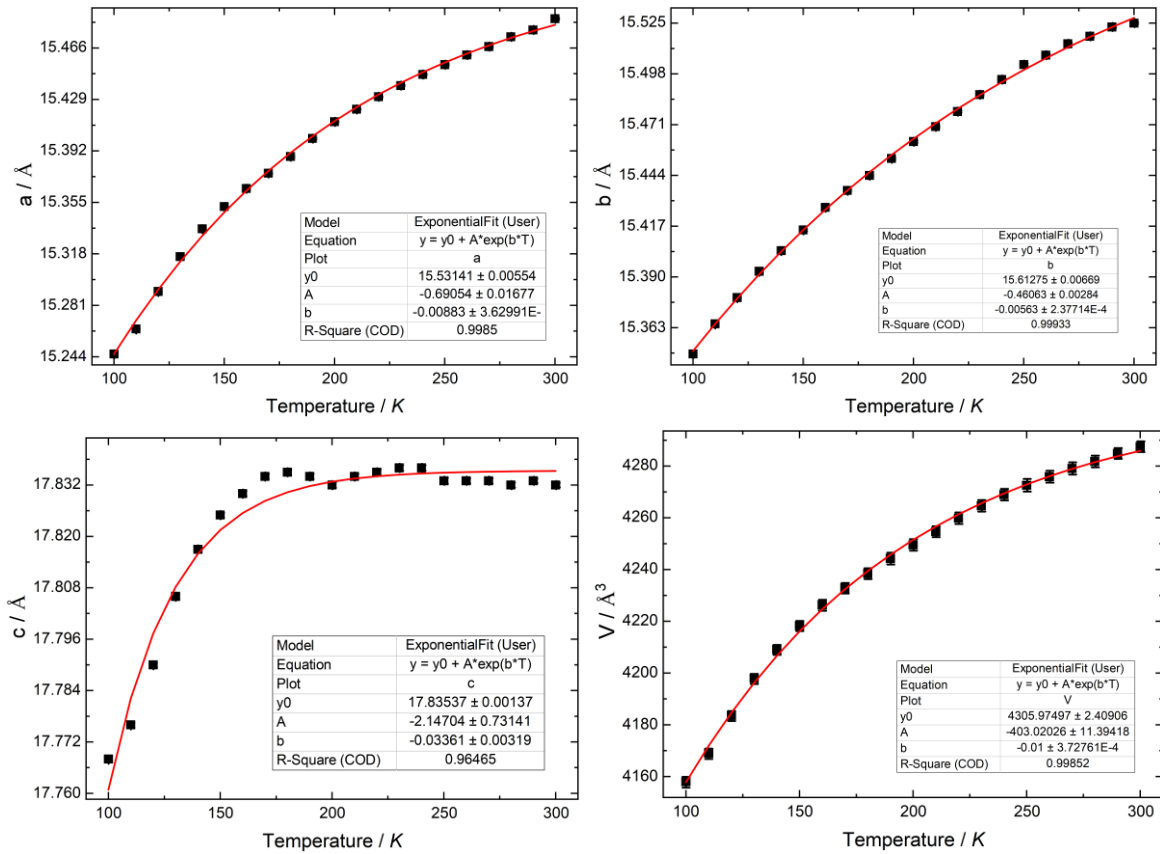 a / Å
15.466
15.429
15.392
15.355
15.318
15.281
15.244
Model ExponentialFit (User)
Equation y = y0 + A*exp(b*T)
Plot a
y0 15.53141 ± 0.00554
A -0.69054 ± 0.01677
b -0.00883 ± 3.62991E-
R-Square (COD) 0.9985
100 150 200 250 300
Temperature / K
b / Å
15.525
15.498
15.471
15.444
15.417
15.390
15.363
Model ExponentialFit (User)
Equation y = y0 + A*exp(b*T)
Plot b
y0 15.61275 ± 0.00669
A -0.46063 ± 0.00284
b -0.00563 ± 2.37714E-4
R-Square (COD) 0.99933
100 150 200 250 300
Temperature / K
c / Å
17.832
17.820
17.808
17.796
17.784
17.772
17.760
Model ExponentialFit (User)
Equation y = y0 + A*exp(b*T)
Plot c
y0 17.83537 ± 0.00137
A -2.14704 ± 0.73141
b -0.03361 ± 0.00319
R-Square (COD) 0.96465
100 150 200 250 300
Temperature / K
V / Å³
4280
4260
4240
4220
4200
4180
4160
Model ExponentialFit (User)
Equation y = y0 + A*exp(b*T)
Plot V
y0 4305.97497 ± 2.40906
A -403.02026 ± 11.39418
b -0.01 ± 3.72761E-4
R-Square (COD) 0.99852
100 150 200 250 300
Temperature / K